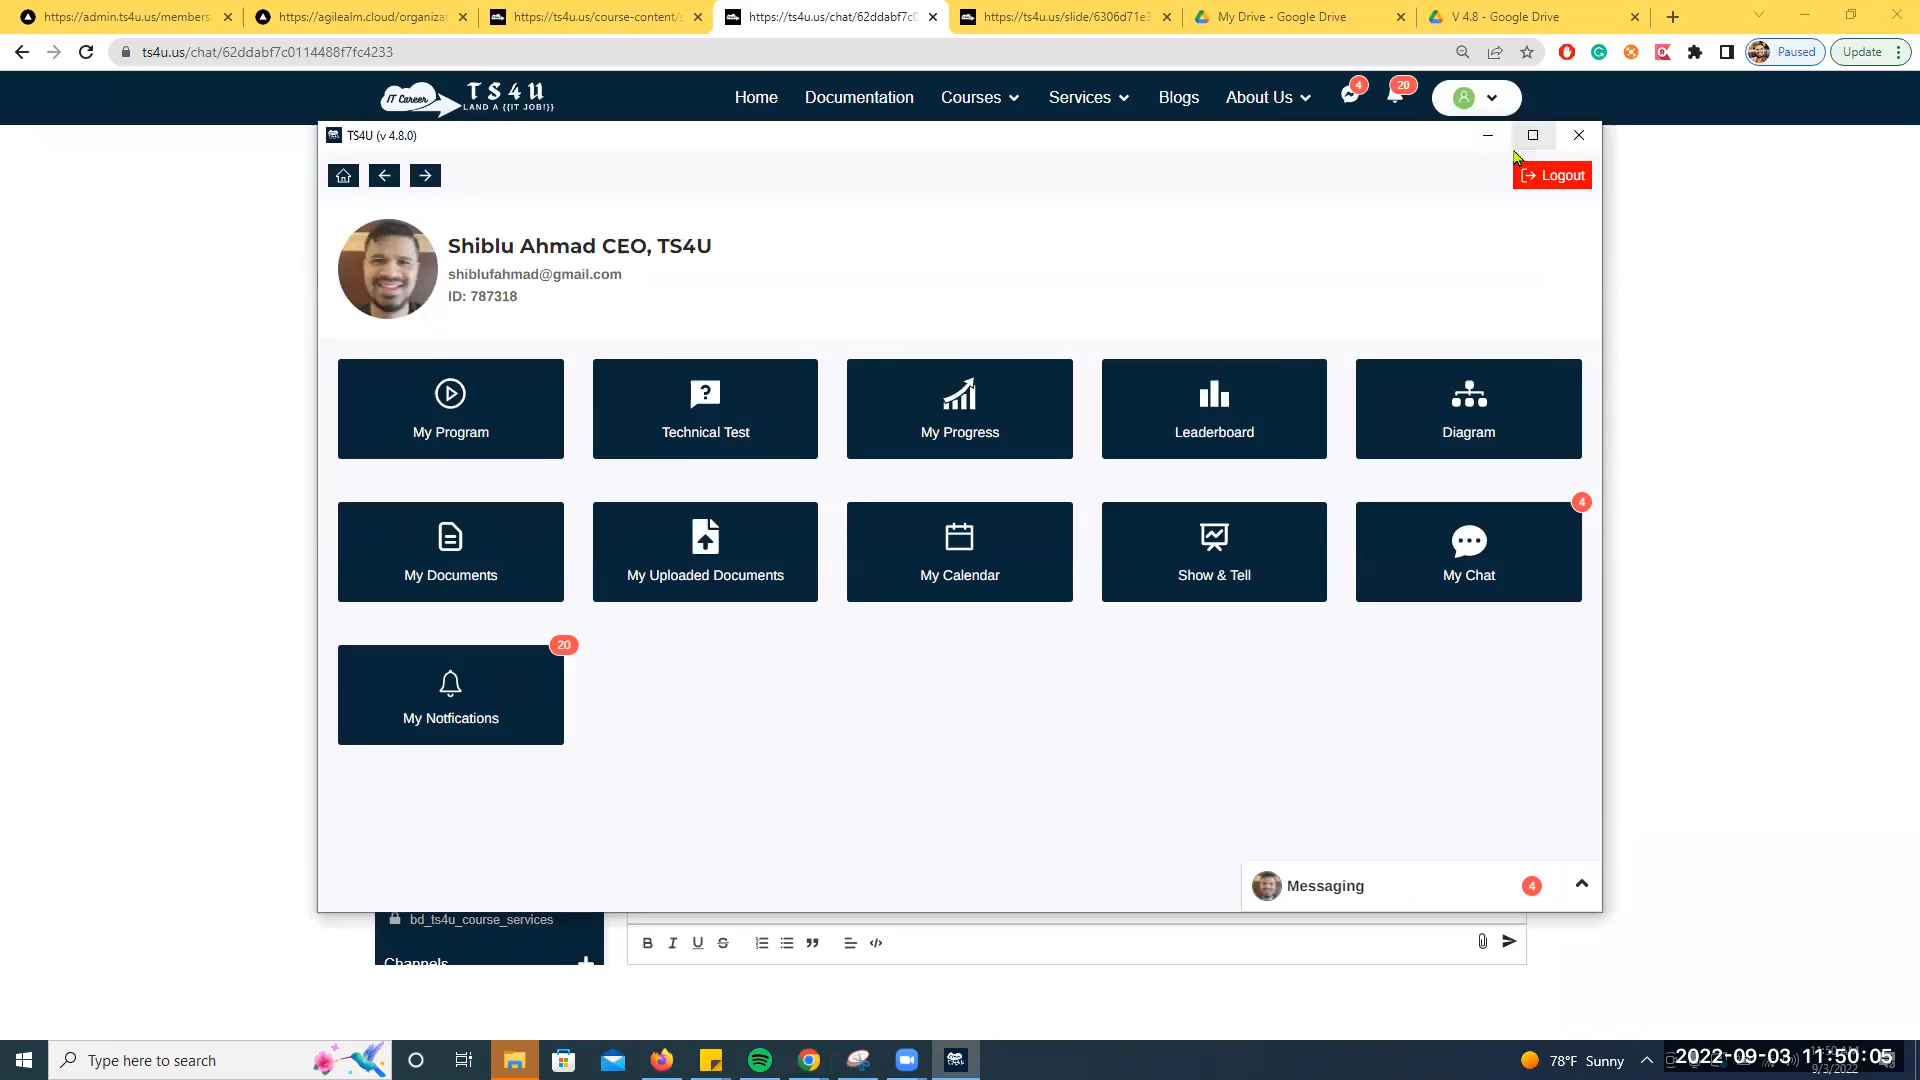 https://admin.ts4u.us/members
https://agilealm.cloud/organizat
https://ts4u.us/course-content/s
https://ts4u.us/chat/62ddabf7c0
https://ts4u.us/slide/6306d71e3
My Drive - Google Drive
V 4.8 - Google Drive
ts4u.us/chat/62ddabf7c0114488f7fc4233
Paused
Update
IT Career
TS4U
LAND A {{IT JOB!}}
Home
Documentation
Courses
Services
Blogs
About Us
4
20
TS4U (v 4.8.0)
Logout
Shiblu Ahmad CEO, TS4U
shiblufahmad@gmail.com
ID: 787318
My Program
Technical Test
My Progress
Leaderboard
Diagram
My Documents
My Uploaded Documents
My Calendar
Show & Tell
My Chat
4
My Notfications
20
Messaging
4
bd_ts4u_course_services
Channels
B I U S
Type here to search
78°F Sunny
2022-09-03 11:50:05
9/3/2022